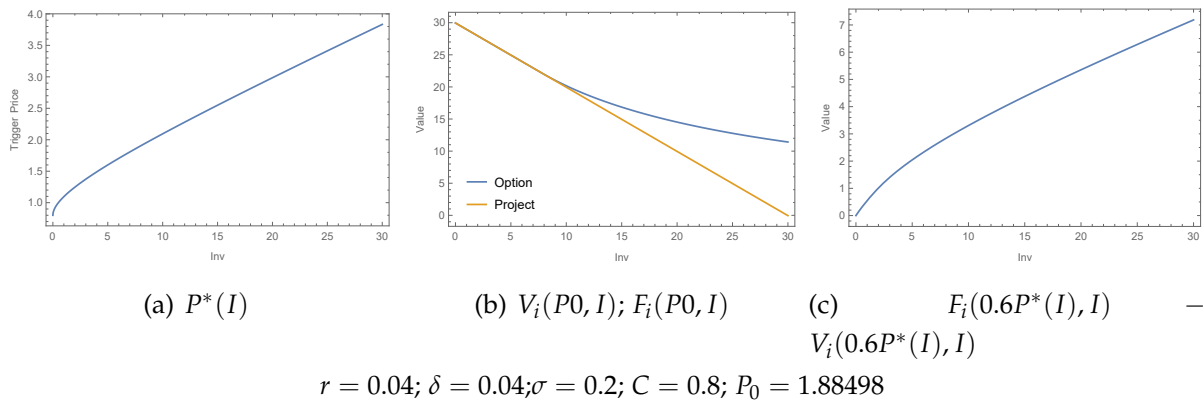 4.0
3.5
3.0
2.5
2.0
1.5
1.0
Trigger Price
0 5 10 15 20 25 30
Inv
30
25
20
15
10
5
0
Value
Option
Project
0 5 10 15 20 25 30
Inv
7
6
5
4
3
2
1
0
Value
0 5 10 15 20 25 30
Inv
(a) P*(I)
(b) V_i(P0, I); F_i(P0, I)
(c) F_i(0.6P*(I), I) −
V_i(0.6P*(I), I)
r = 0.04; δ = 0.04;σ = 0.2; C = 0.8; P_0 = 1.88498